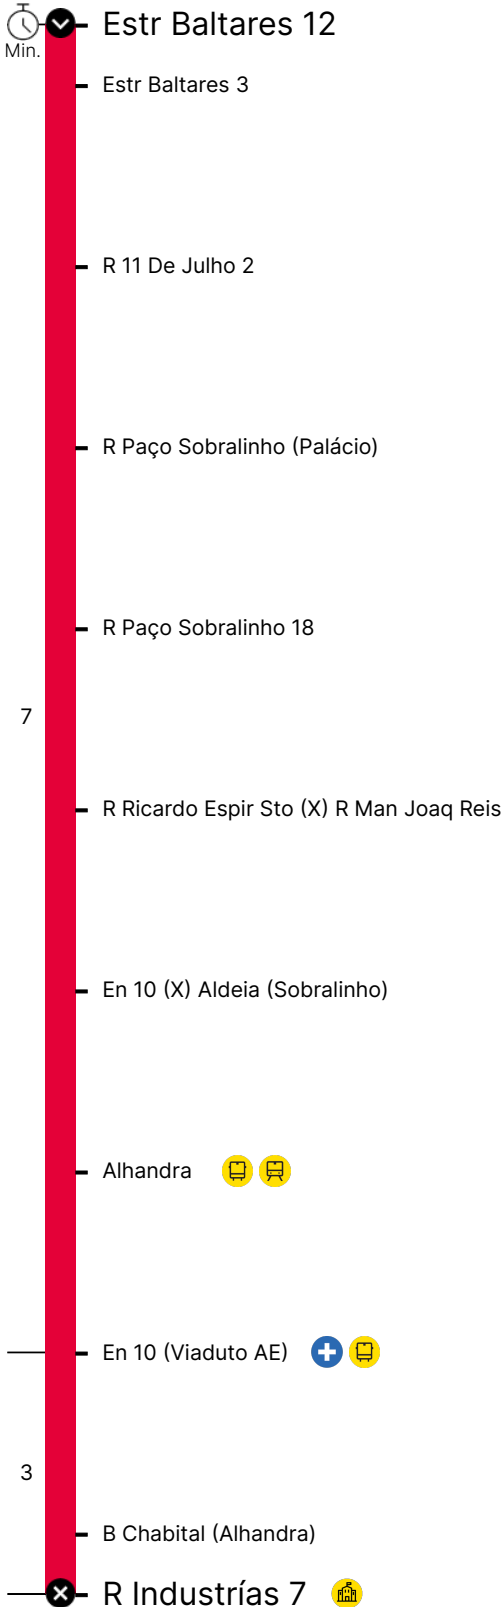 Estr Baltares 12
Min.
Estr Baltares 3
R 11 De Julho 2
R Paço Sobralinho (Palácio)
R Paço Sobralinho 18
7
R Ricardo Espir Sto (X) R Man Joaq Reis
En 10 (X) Aldeia (Sobralinho)
Alhandra
En 10 (Viaduto AE)
3
B Chabital (Alhandra)
R Industrías 7